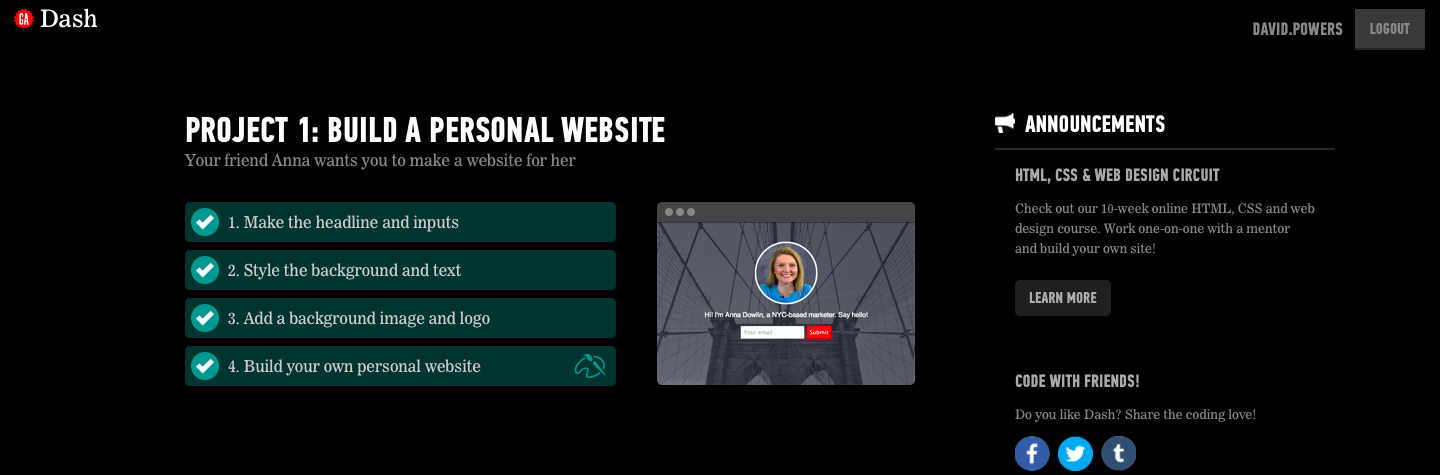 GA Dash
DAVID.POWERS
LOGOUT
PROJECT 1: BUILD A PERSONAL WEBSITE
Your friend Anna wants you to make a website for her
1. Make the headline and inputs
2. Style the background and text
3. Add a background image and logo
4. Build your own personal website
Hi! I'm Anna Dowlin, a NYC-based marketer. Say hello!
Your email
Submit
ANNOUNCEMENTS
HTML, CSS & WEB DESIGN CIRCUIT
Check out our 10-week online HTML, CSS and web
design course. Work one-on-one with a mentor
and build your own site!
LEARN MORE
CODE WITH FRIENDS!
Do you like Dash? Share the coding love!
f
t